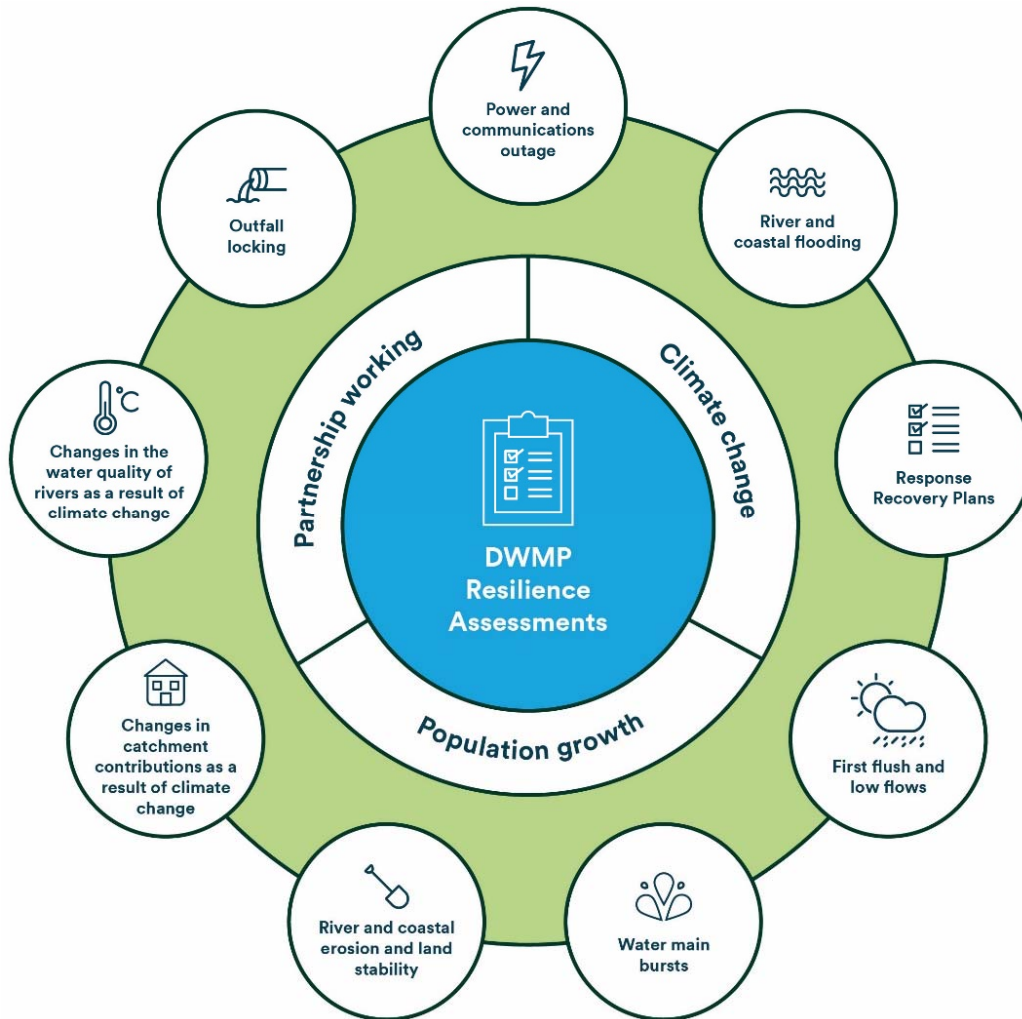 Power and
communications
outage
River and
coastal flooding
Response
Recovery Plans
First flush and
low flows
Water main
bursts
River and coastal
erosion and land
stability
Changes in
catchment
contributions as a
result of climate
change
°C
Changes in the
water quality of
rivers as a result of
climate change
Outfall
locking
Partnership working
Climate change
Population growth
DWMP
Resilience
Assessments